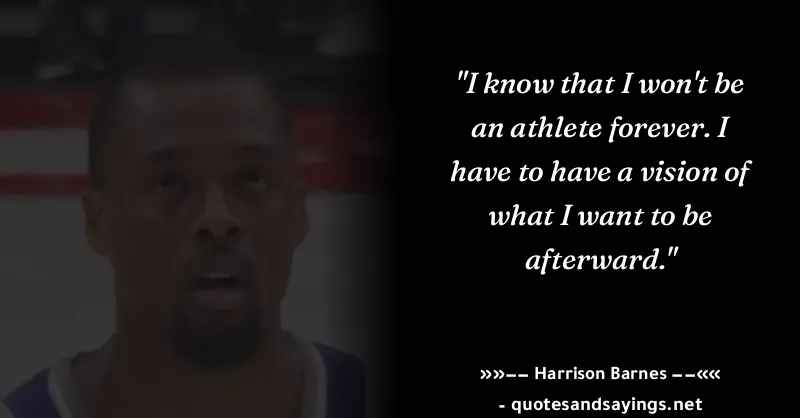 "I know that I won't be
an athlete forever. I
have to have a vision of
what I want to be
afterward."
»»−− Harrison Barnes −−««
- quotesandsayings.net